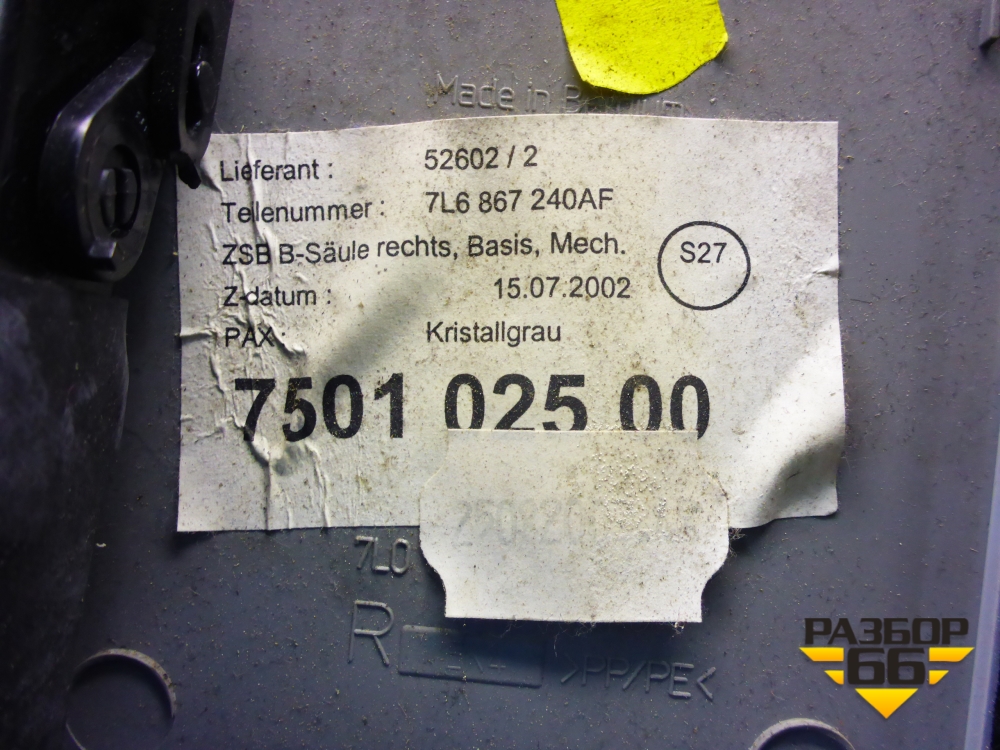 Made in
Lieferant : 52602 / 2
Teilenummer : 7L6 867 240AF
ZSB B-Säule rechts, Basis, Mech.
S27
Z-datum : 15.07.2002
PAX : Kristallgrau
7501 025 00
7L0
R
>PP/PE<
РАЗБОР
66